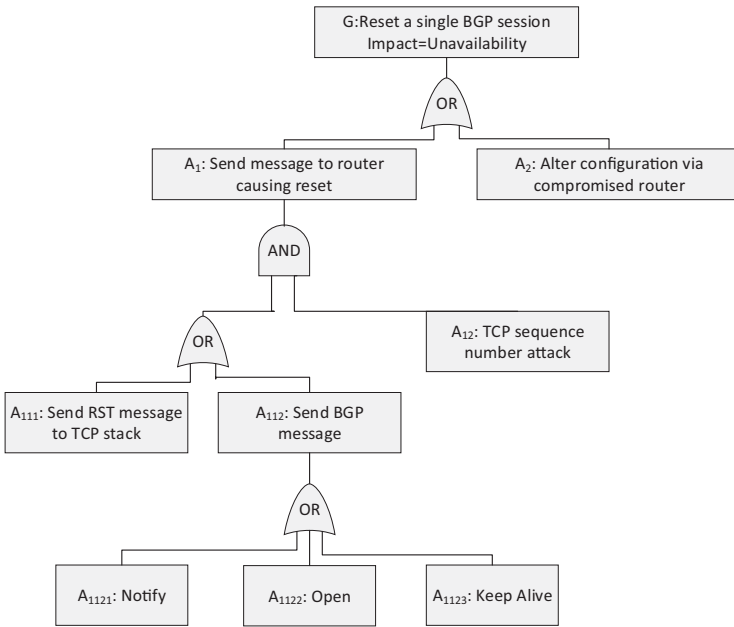 G:Reset a single BGP session
Impact=Unavailability
OR
A₁: Send message to router
causing reset
A₂: Alter configuration via
compromised router
AND
OR
A₁₂: TCP sequence
number attack
A₁₁₁: Send RST message
to TCP stack
A₁₁₂: Send BGP
message
OR
A₁₁₂₁: Notify
A₁₁₂₂: Open
A₁₁₂₃: Keep Alive